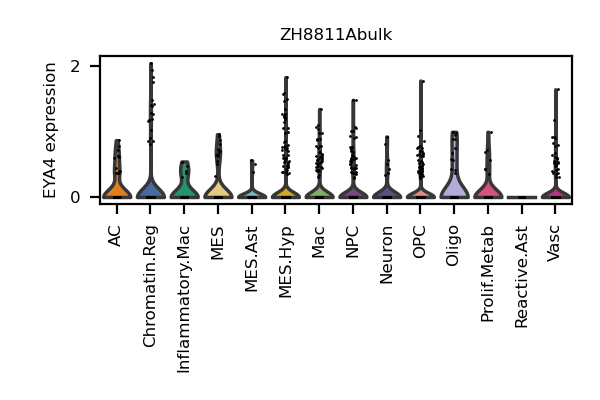 ZH8811Abulk
EYA4 expression
2
0
AC
Chromatin.Reg
Inflammatory.Mac
MES
MES.Ast
MES.Hyp
Mac
NPC
Neuron
OPC
Oligo
Prolif.Metab
Reactive.Ast
Vasc